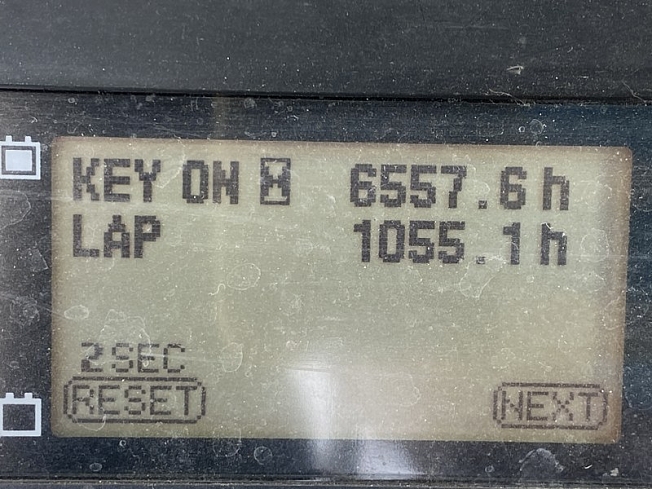 KEY ON 6557.6 h
LAP 1055.1 h
2 SEC
RESET NEXT